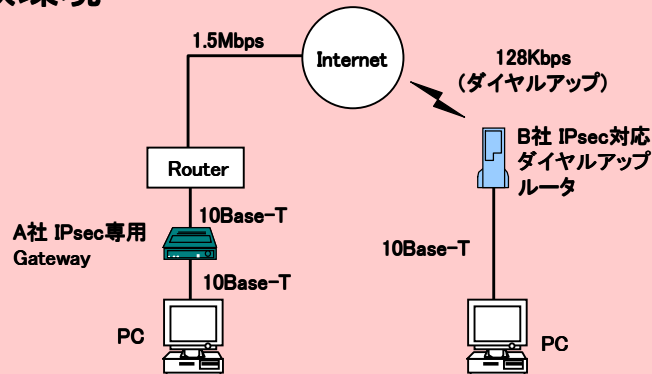 1.5Mbps
Internet
128Kbps
(ダイヤルアップ)
Router
B社 IPsec対応
ダイヤルアップ
ルータ
10Base-T
A社 IPsec専用
Gateway
10Base-T
10Base-T
PC
PC